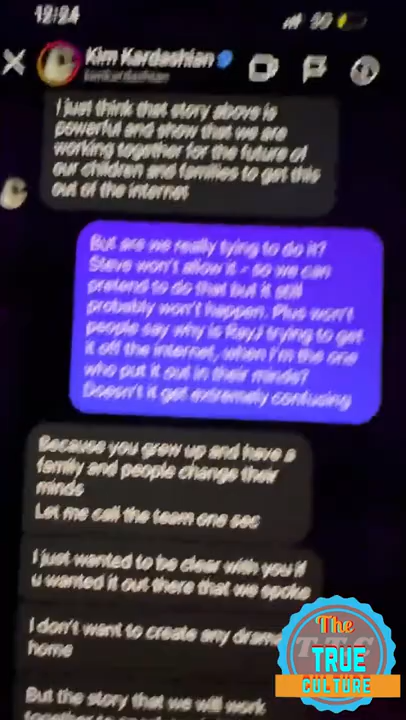 12:24
5G
Kim Kardashian
kimkardashian
I just think that story above is
powerful and show that we are
working together for the future of
our children and families to get this
out of the internet
But are we really tying to do it?
Steve won't allow it - so we can
pretend to do that but it still
probably won't happen. Plus won't
people say why is RayJ trying to get
it off the internet, when I'm the one
who put it out in their minds?
Doesn't it get extremely confusing
Because you grew up and have a
family and people change their
minds
Let me call the team one sec
I just wanted to be clear with you if
u wanted it out there that we spoke
I don't want to create any drama
home
But the story that we will work
The
TRUE
CULTURE